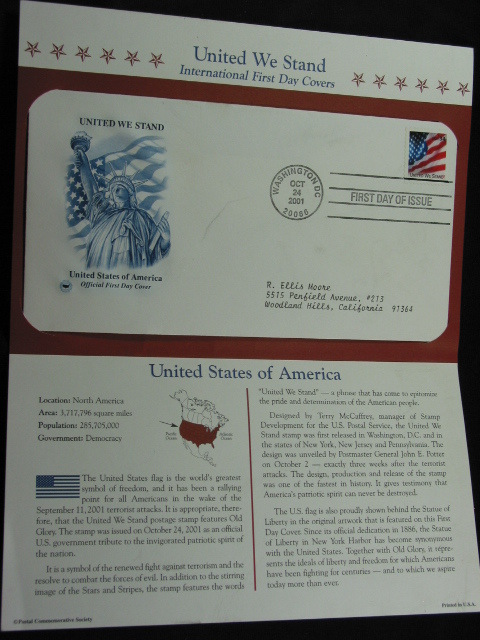 United We Stand
International First Day Covers
UNITED WE STAND
United States of America
Official First Day Cover
UNITED WE STAND
WASHINGTON DC
OCT
24
2001
20066
FIRST DAY OF ISSUE
R. Ellis Moore
5515 Penfield Avenue, #213
Woodland Hills, California 91364
United States of America
Location: North America
Area: 3,717,796 square miles
Population: 285,705,000
Government: Democracy
Pacific
Ocean
Atlantic
Ocean
The United States flag is the world's greatest
symbol of freedom, and it has been a rallying
point for all Americans in the wake of the
September 11, 2001 terrorist attacks. It is appropriate, there-
fore, that the United We Stand postage stamp features Old
Glory. The stamp was issued on October 24, 2001 as an official
U.S. government tribute to the invigorated patriotic spirit of
the nation.
It is a symbol of the renewed fight against terrorism and the
resolve to combat the forces of evil. In addition to the stirring
image of the Stars and Stripes, the stamp features the words
"United We Stand" — a phrase that has come to epitomize
the pride and determination of the American people.
Designed by Terry McCaffrey, manager of Stamp
Development for the U.S. Postal Service, the United We
Stand stamp was first released in Washington, D.C. and in
the states of New York, New Jersey and Pennsylvania. The
design was unveiled by Postmaster General John E. Potter
on October 2 — exactly three weeks after the terrorist
attacks. The design, production and release of the stamp
was one of the fastest in history. It gives testimony that
America's patriotic spirit can never be destroyed.
The U.S. flag is also proudly shown behind the Statue of
Liberty in the original artwork that is featured on this First
Day Cover. Since its official dedication in 1886, the Statue
of Liberty in New York Harbor has become synonymous
with the United States. Together with Old Glory, it repre-
sents the ideals of liberty and freedom for which Americans
have been fighting for centuries — and to which we aspire
today more than ever.
©Postal Commemorative Society
Printed in U.S.A.